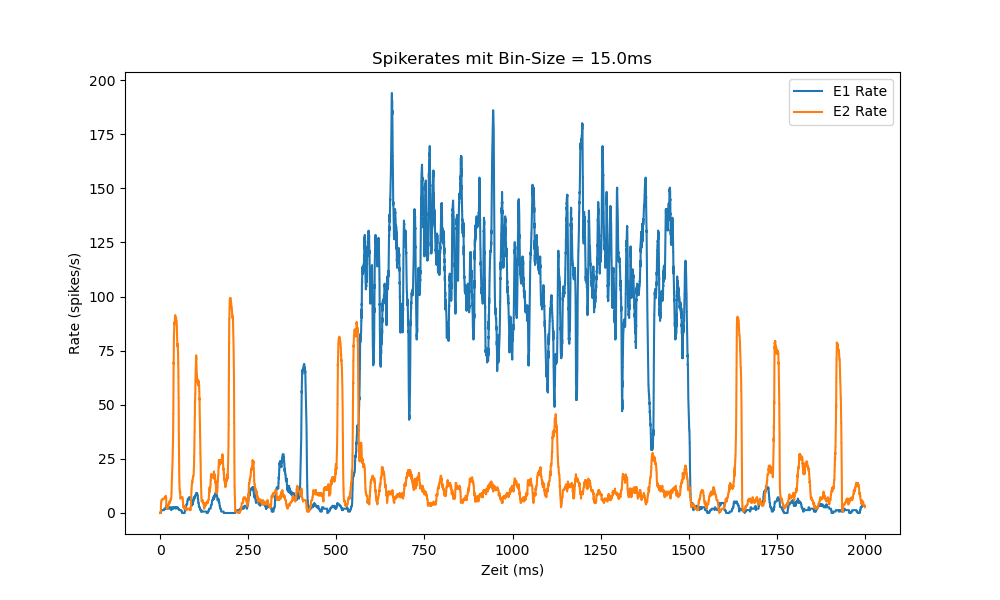 Spikerates mit Bin-Size = 15.0ms
E1 Rate
E2 Rate
200
175
150
125
100
75
50
25
0
Rate (spikes/s)
0 250 500 750 1000 1250 1500 1750 2000
Zeit (ms)